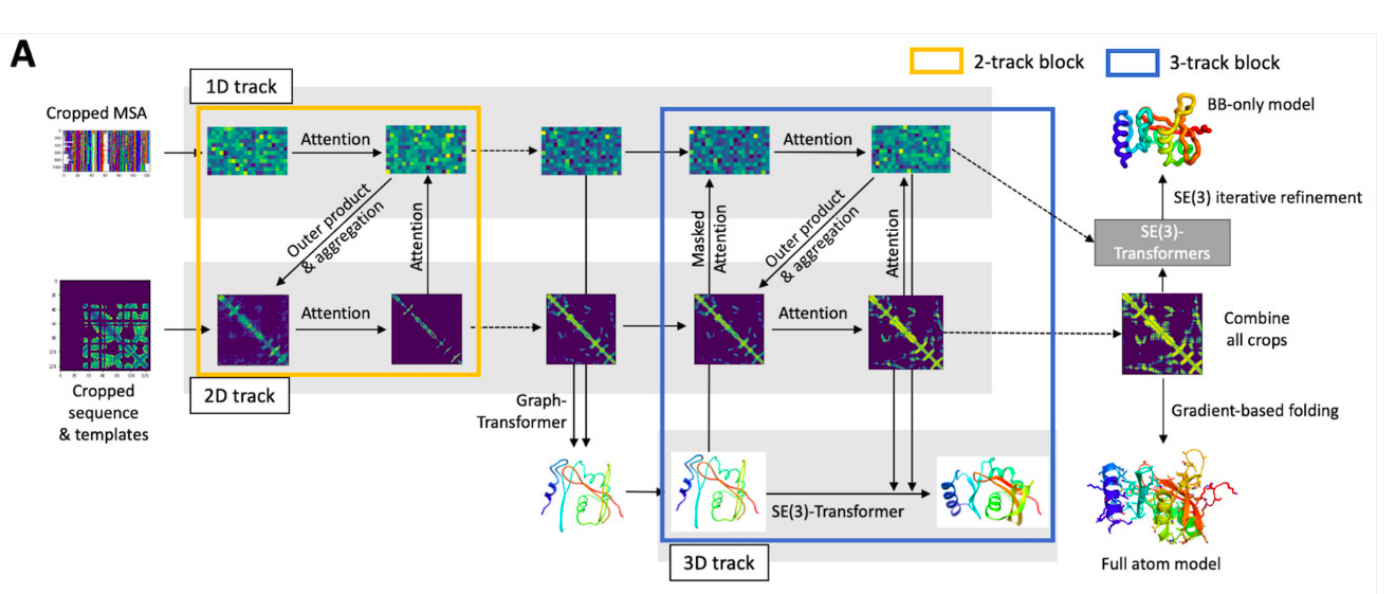 A
2-track block
3-track block
1D track
Cropped MSA
BB-only model
Attention
Attention
Outer product
& aggregation
Attention
Masked
Attention
Outer product
& aggregation
Attention
SE(3) iterative refinement
SE(3)-
Transformers
Attention
Attention
Combine
all crops
Cropped
sequence
& templates
2D track
Graph-
Transformer
Gradient-based folding
SE(3)-Transformer
3D track
Full atom model